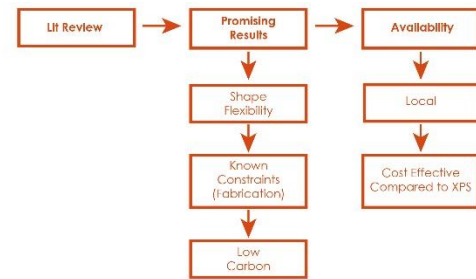 Lit Review
Promising
Results
Availability
Shape
Flexibility
Local
Known
Constraints
(Fabrication)
Cost Effective
Compared to XPS
Low
Carbon